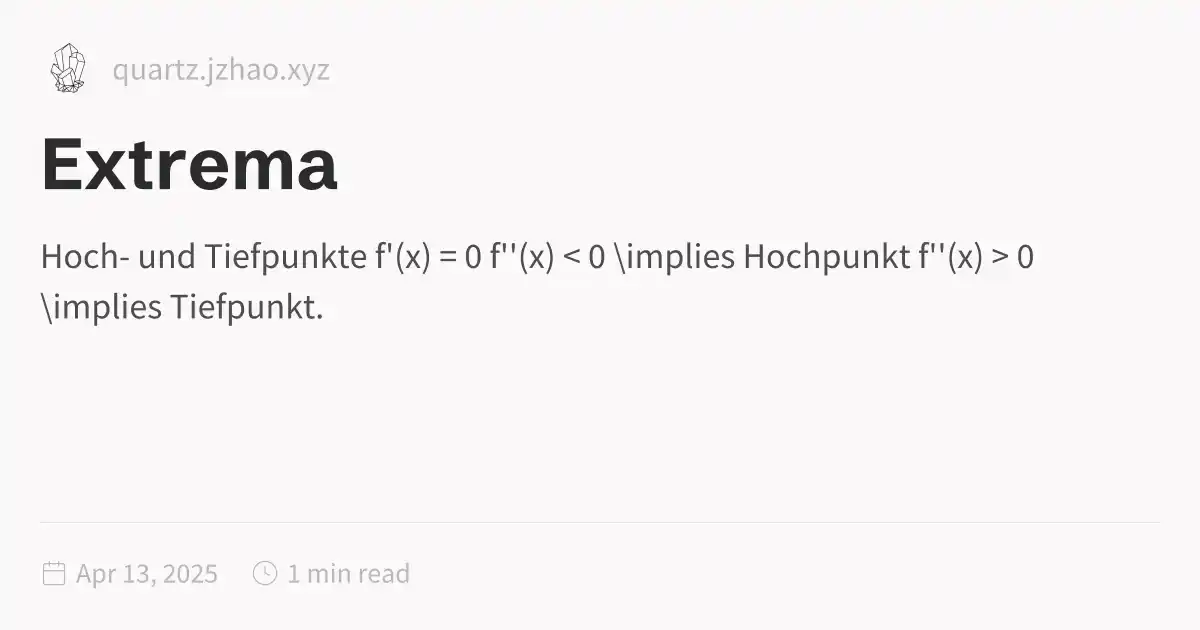 quartz.jzhao.xyz
Extrema
Hoch- und Tiefpunkte f'(x) = 0 f''(x) < 0 \implies Hochpunkt f''(x) > 0
\implies Tiefpunkt.
Apr 13, 2025 1 min read